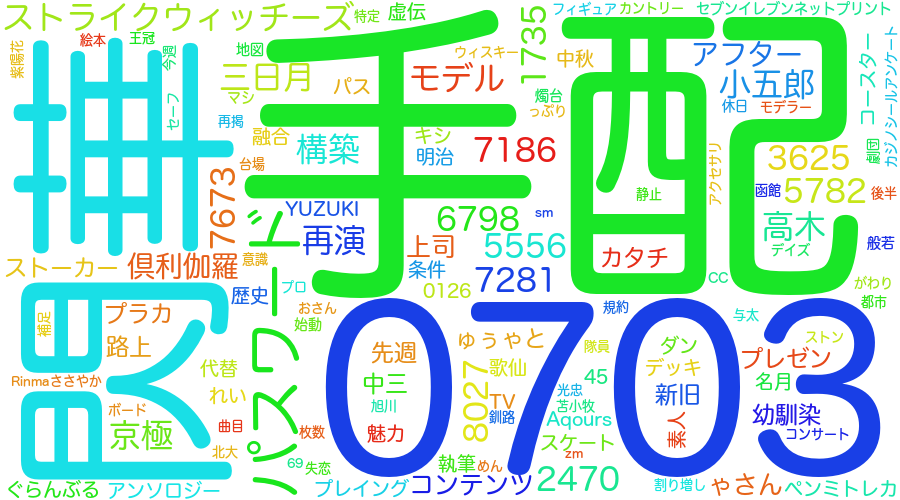 ストライクウィッチーズ
特定
虚伝
1735
フィギュア
カントリー
セブンイレブンネットプリント
紫陽花
絵本
王冠
今週
地図
ウィスキー
中秋
アフター
コースター
カジノシールアンケート
三日月
パス
モデル
小五郎
手配
マシ
セーフ
燭台
っぷり
休日
モデラー
再掲
融合
構築
キシ
明治
7186
劇団
台場
アクセサリ
3625
7673
YUZUKI
6798
sm
静止
函館
5782
後半
再演
上司
5556
カタチ
高木
デイズ
般若
ストーカー
倶利伽羅
意識
条件
7281
CC
がわり
歴史
プロ
0126
都市
プラカ
おさん
始動
規約
与太
補足
パスワード
0703
路上
先週
ゅぅゃと
隊員
ダン
プレゼン
ストン
代替
中三
歌仙
デッキ
Rinmaささやか
れい
旭川
8027
45
光忠
新旧
名月
ボード
TV
苫小牧
釧路
Aqours
幼馴染
京極
曲目
枚数
魅力
素人
コンサート
北大
スケート
69
失恋
執筆
めん
zm
ぐらんぶる
アンソロジー
プレイング
コンテンツ
2470
割り増し
ゃさん
ペンミトレカ